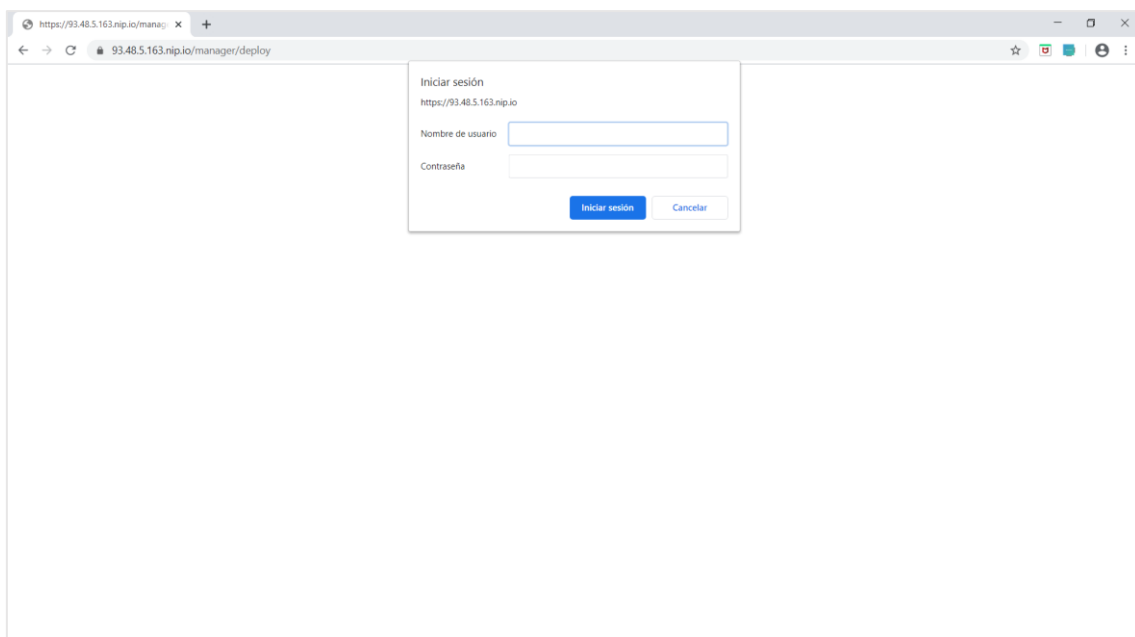 https://93.48.5.163.nip.io/manag
93.48.5.163.nip.io/manager/deploy
Iniciar sesión
https://93.48.5.163.nip.io
Nombre de usuario
Contraseña
Iniciar sesión Cancelar